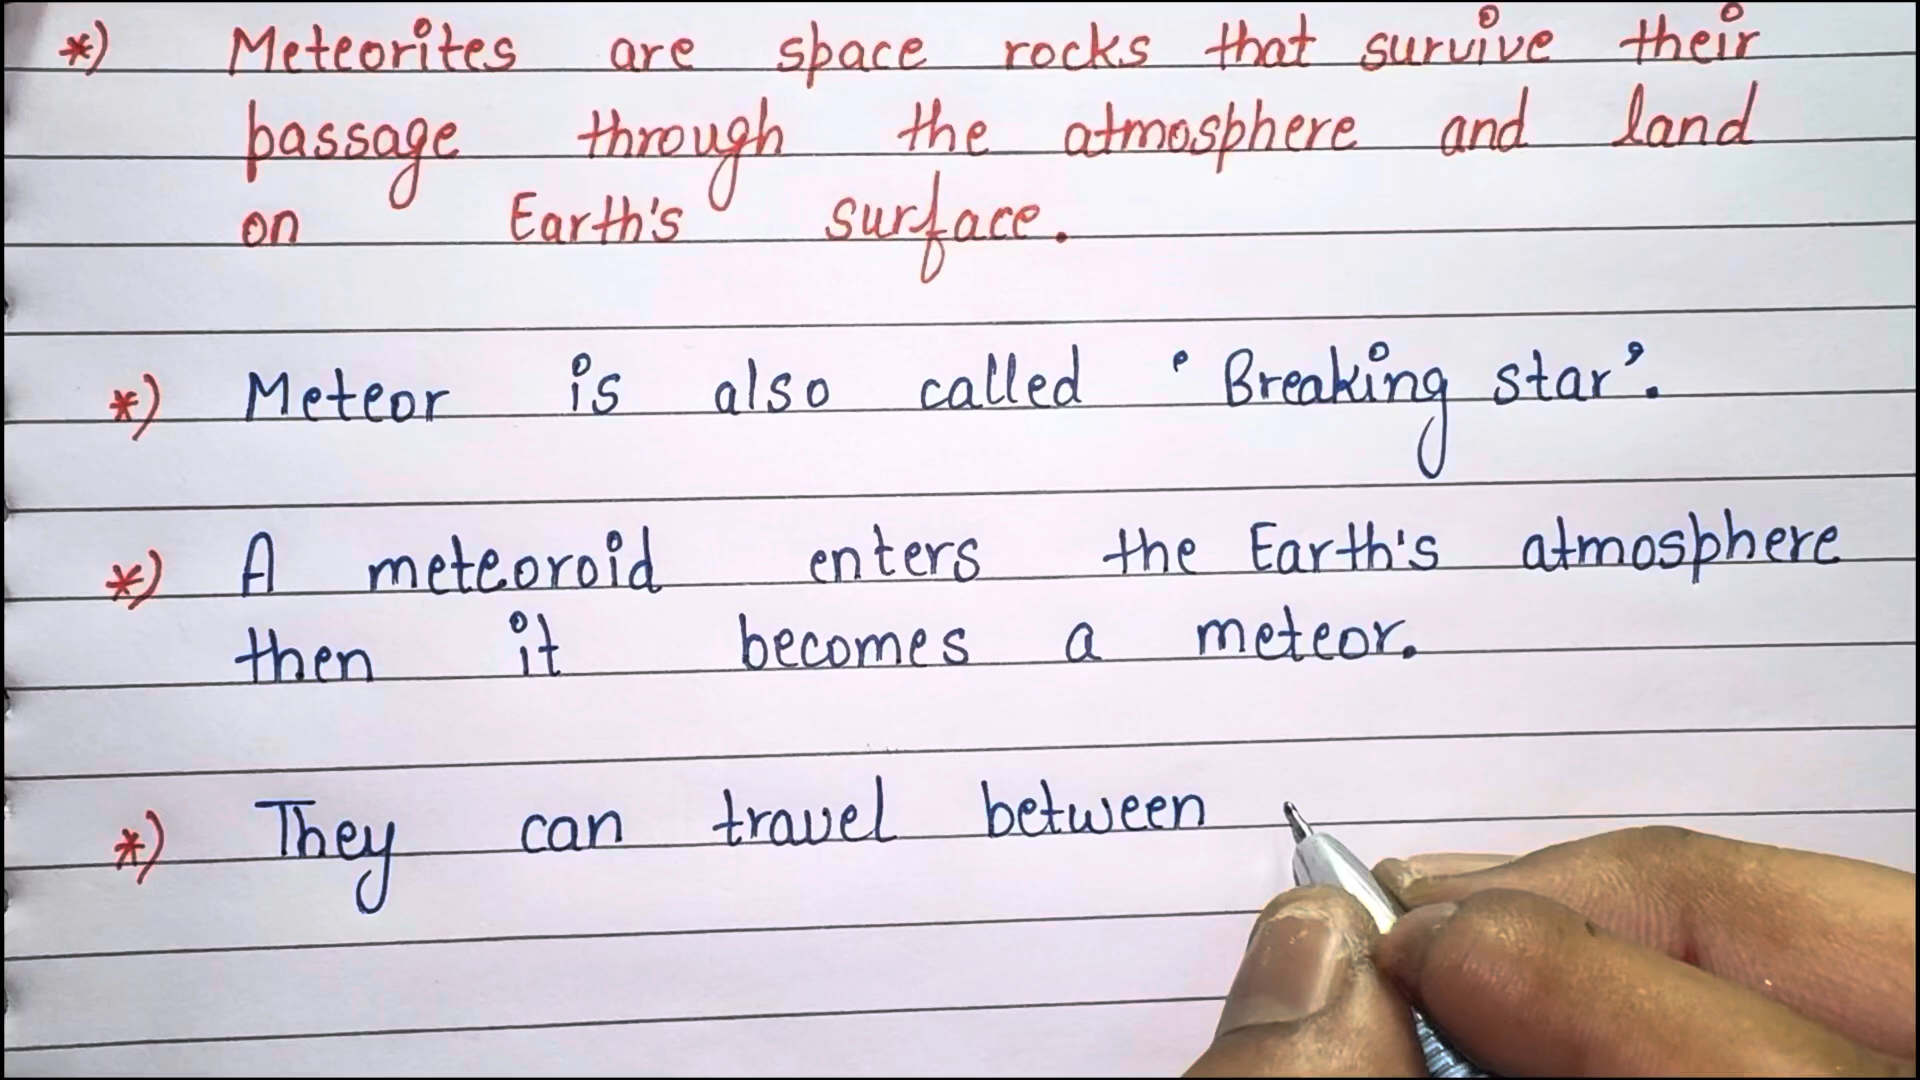 *) Meteorites are space rocks that survive their
passage through the atmosphere and land
on Earth's surface.
*) Meteor is also called 'Breaking star'.
*) A meteoroid enters the Earth's atmosphere
then it becomes a meteor.
*) They can travel between